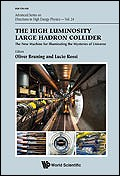 Advanced Series on
Directions in High Energy Physics — Vol. 24
THE HIGH LUMINOSITY
LARGE HADRON COLLIDER
The New Machine for Illuminating the Mysteries of Universe
Editors
Oliver Brüning and Lucio Rossi
World Scientific